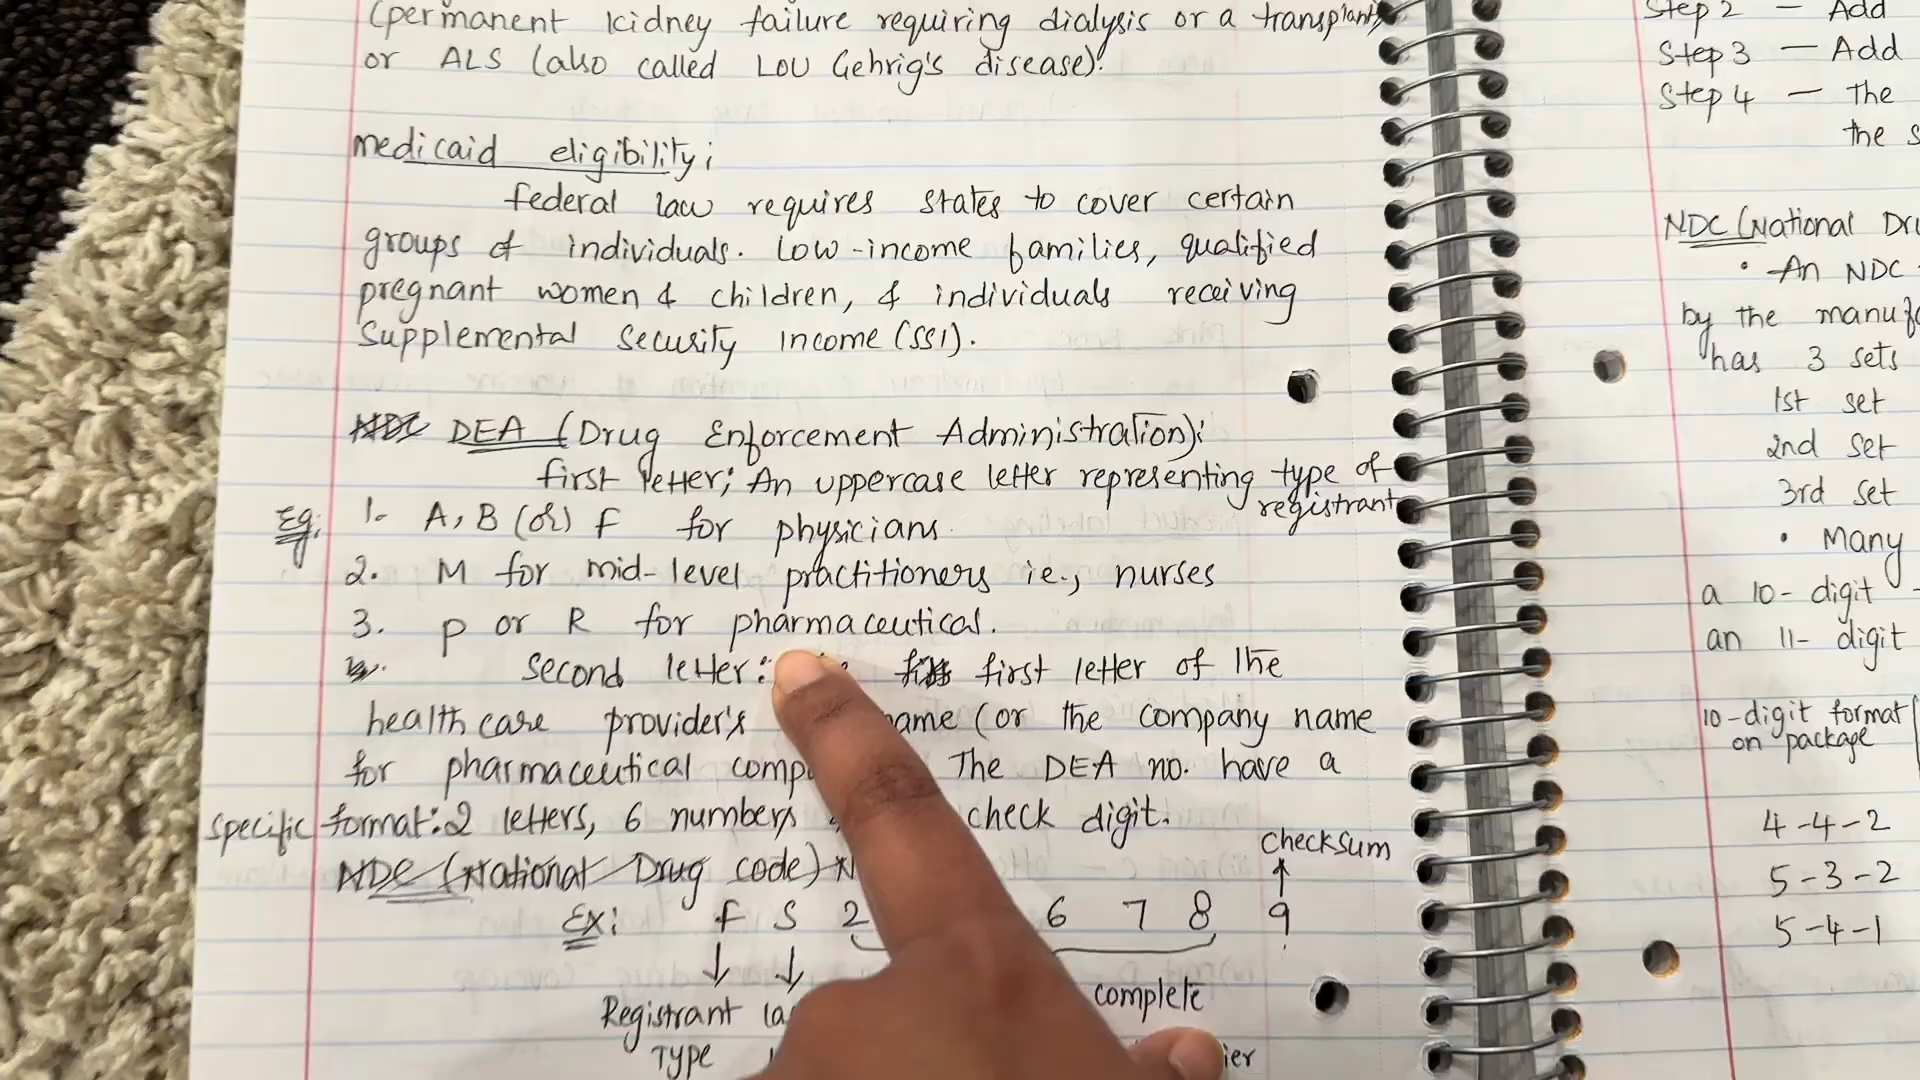 (permanent kidney failure requiring dialysis or a transplant)
or ALS (also called Lou Gehrig's disease).
medicaid eligibility:
federal law requires states to cover certain
groups of individuals. Low-income families, qualified
pregnant women & children, & individuals receiving
Supplemental Security Income (SSI).
NDC DEA (Drug Enforcement Administration):
first letter: An uppercase letter representing type of
registrant
Eg: 1. A, B (or) F for physicians.
2. M for mid-level practitioners ie., nurses
3. p or R for pharmaceutical.
Second letter: first letter of the
health care provider's name (or the company name
for pharmaceutical The DEA no. have a
specific format: 2 letters, 6 numbers check digit.
NDC (National Drug code)
checksum
Ex: F S 2 6 7 8 9
Registrant complete
Type
Step 2 — Add
Step 3 — Add
Step 4 — The
the
NDC (National
• An NDC
by the
has 3 sets
1st set
2nd set
3rd set
• Many
a 10-digit
an 11-digit
10-digit format
on package
4-4-2
5-3-2
5-4-1